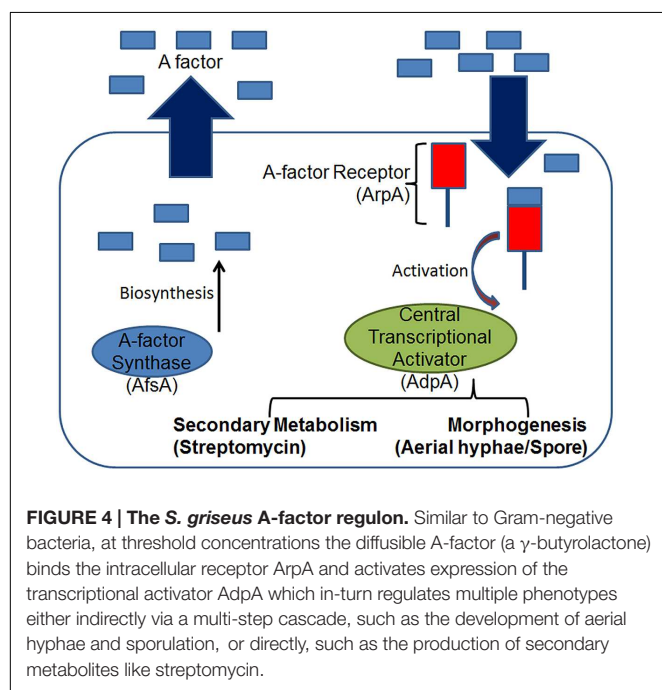 A factor
A-factor Receptor
(ArpA)
Activation
Biosynthesis
A-factor
Synthase
(AfsA)
Central
Transcriptional
Activator
(AdpA)
Secondary Metabolism
(Streptomycin)
Morphogenesis
(Aerial hyphae/Spore)
FIGURE 4 | The S. griseus A-factor regulon. Similar to Gram-negative
bacteria, at threshold concentrations the diffusible A-factor (a γ-butyrolactone)
binds the intracellular receptor ArpA and activates expression of the
transcriptional activator AdpA which in-turn regulates multiple phenotypes
either indirectly via a multi-step cascade, such as the development of aerial
hyphae and sporulation, or directly, such as the production of secondary
metabolites like streptomycin.